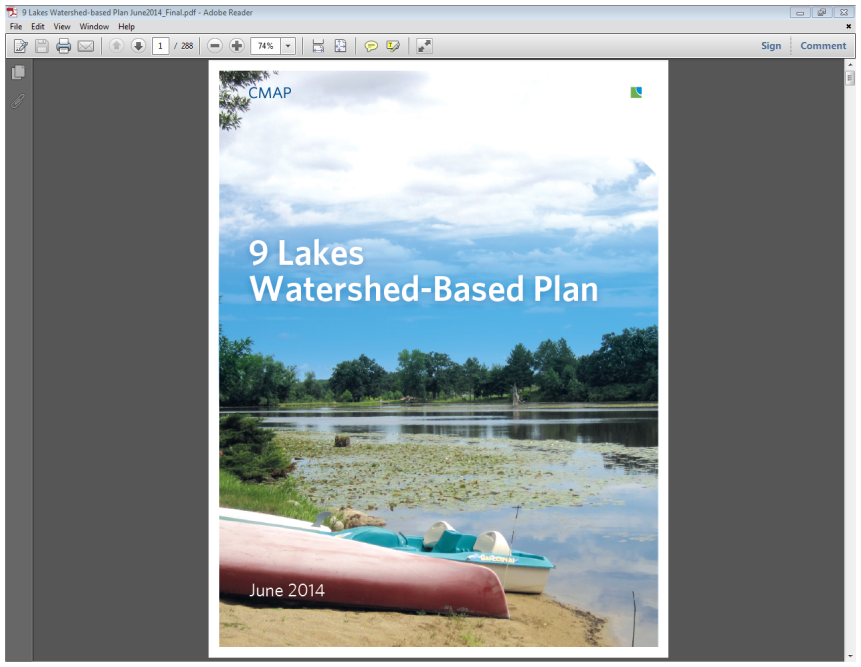 9 Lakes Watershed-based Plan June2014_Final.pdf - Adobe Reader
File Edit View Window Help
1 / 288 74% Sign Comment
CMAP
9 Lakes
Watershed-Based Plan
June 2014